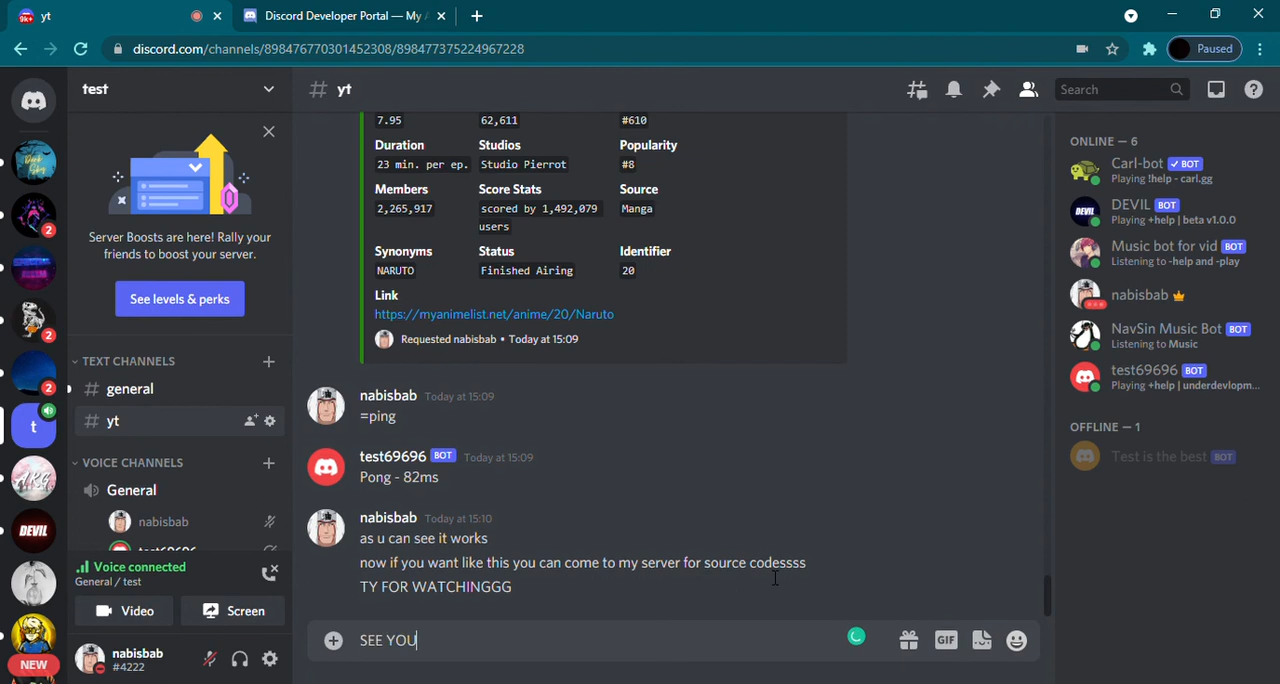 9k+ yt
Discord Developer Portal — My
discord.com/channels/898476770301452308/898477375224967228
Paused
test
# yt
Search
Server Boosts are here! Rally your
friends to boost your server.
See levels & perks
TEXT CHANNELS
# general
# yt
VOICE CHANNELS
General
nabisbab
test69696
Voice connected
General / test
Video
Screen
nabisbab
#4222
2
2
2
t
DEVIL
NEW
7.95 62,611 #610
Duration Studios Popularity
23 min. per ep. Studio Pierrot #8
Members Score Stats Source
2,265,917 scored by 1,492,079 Manga
users
Synonyms Status Identifier
NARUTO Finished Airing 20
Link
https://myanimelist.net/anime/20/Naruto
Requested nabisbab • Today at 15:09
nabisbab Today at 15:09
=ping
test69696 BOT Today at 15:09
Pong - 82ms
nabisbab Today at 15:10
as u can see it works
now if you want like this you can come to my server for source codessss
TY FOR WATCHINGGG
SEE YOU
GIF
ONLINE — 6
Carl-bot ✓ BOT
Playing !help - carl.gg
DEVIL
DEVIL BOT
Playing +help | beta v1.0.0
Music bot for vid BOT
Listening to -help and -play
nabisbab
NavSin Music Bot BOT
Listening to Music
test69696 BOT
Playing +help | underdevlopm...
OFFLINE — 1
Test is the best BOT